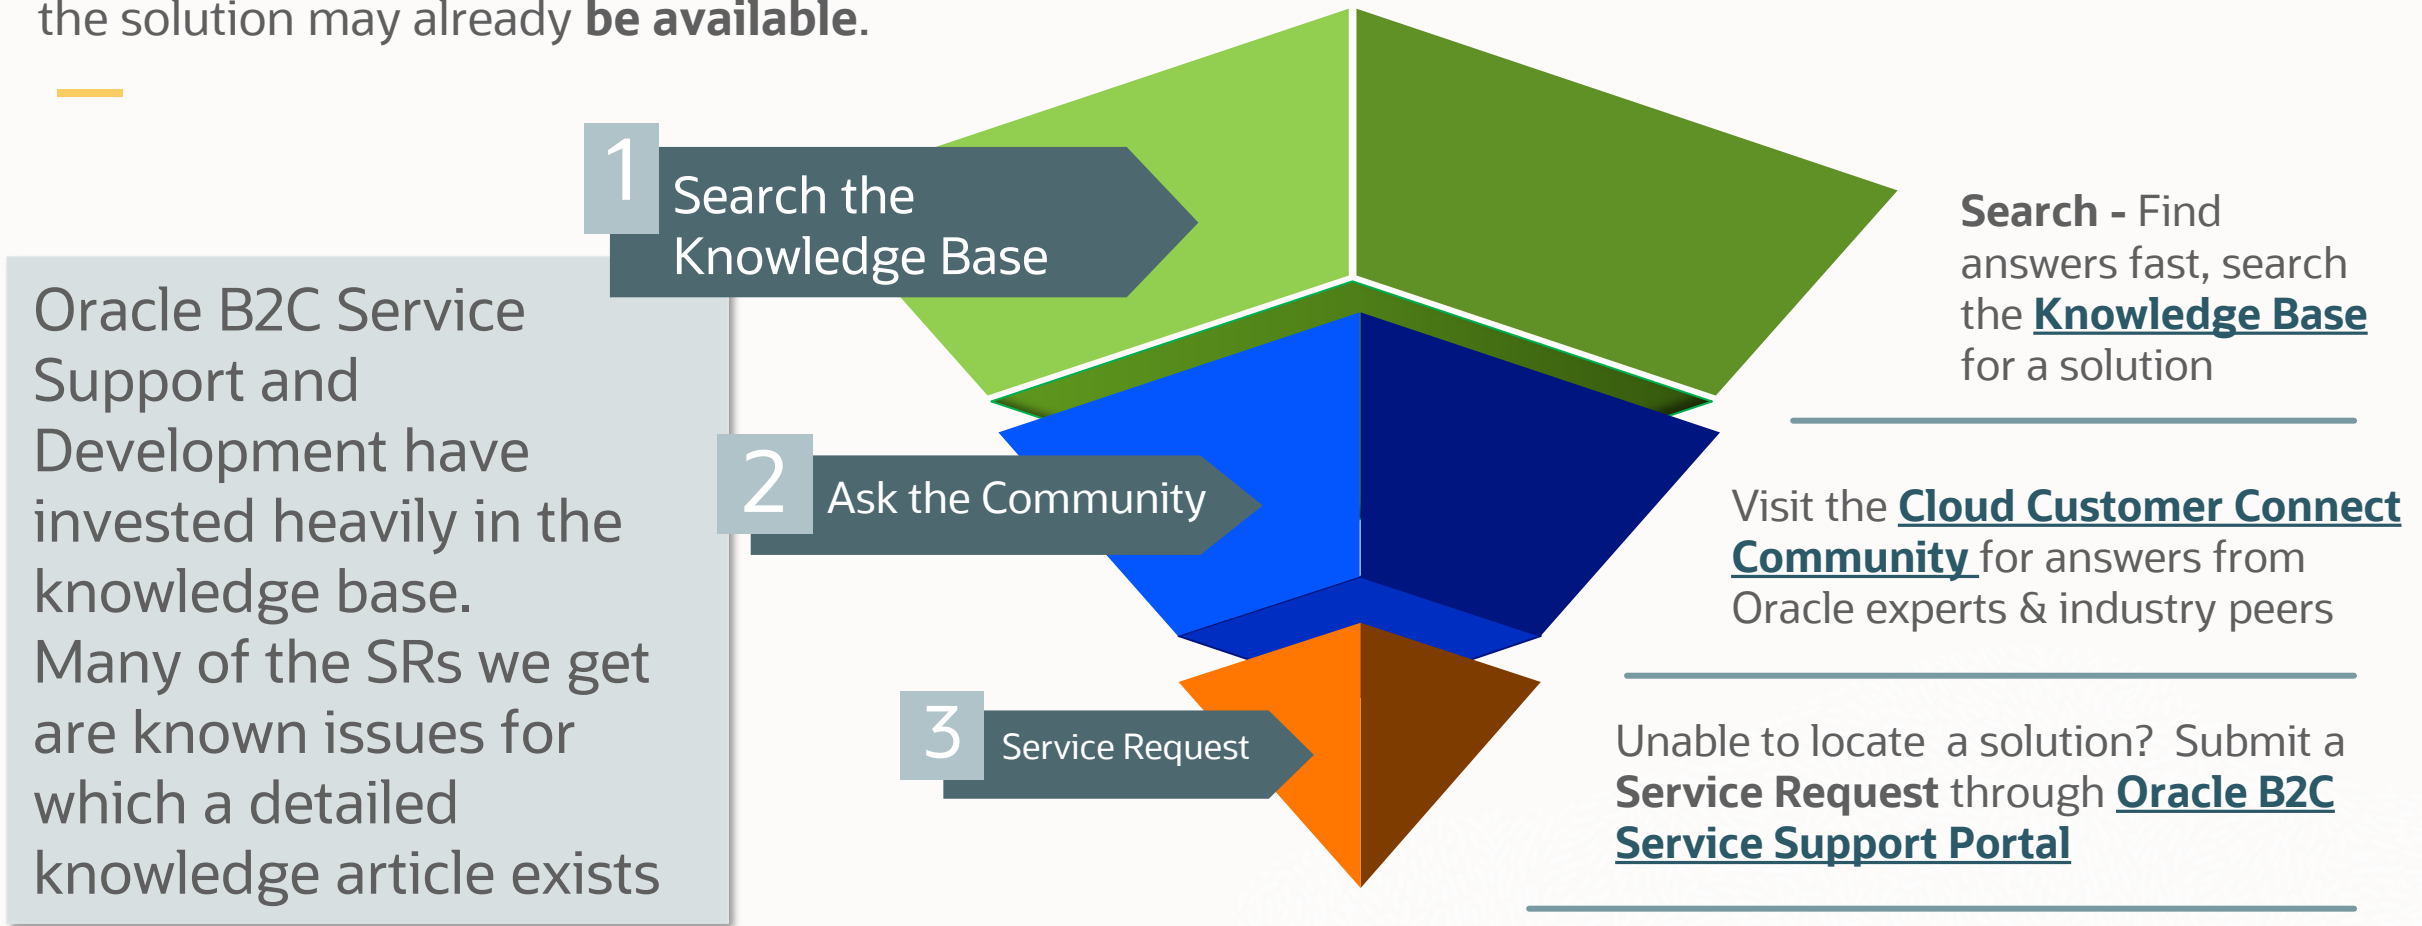 the solution may already be available.
1
Search the
Knowledge Base
Search - Find
answers fast, search
the Knowledge Base
for a solution
Oracle B2C Service
Support and
Development have
invested heavily in the
knowledge base.
Many of the SRs we get
are known issues for
which a detailed
knowledge article exists
2
Ask the Community
Visit the Cloud Customer Connect
Community for answers from
Oracle experts & industry peers
3
Service Request
Unable to locate a solution? Submit a
Service Request through Oracle B2C
Service Support Portal